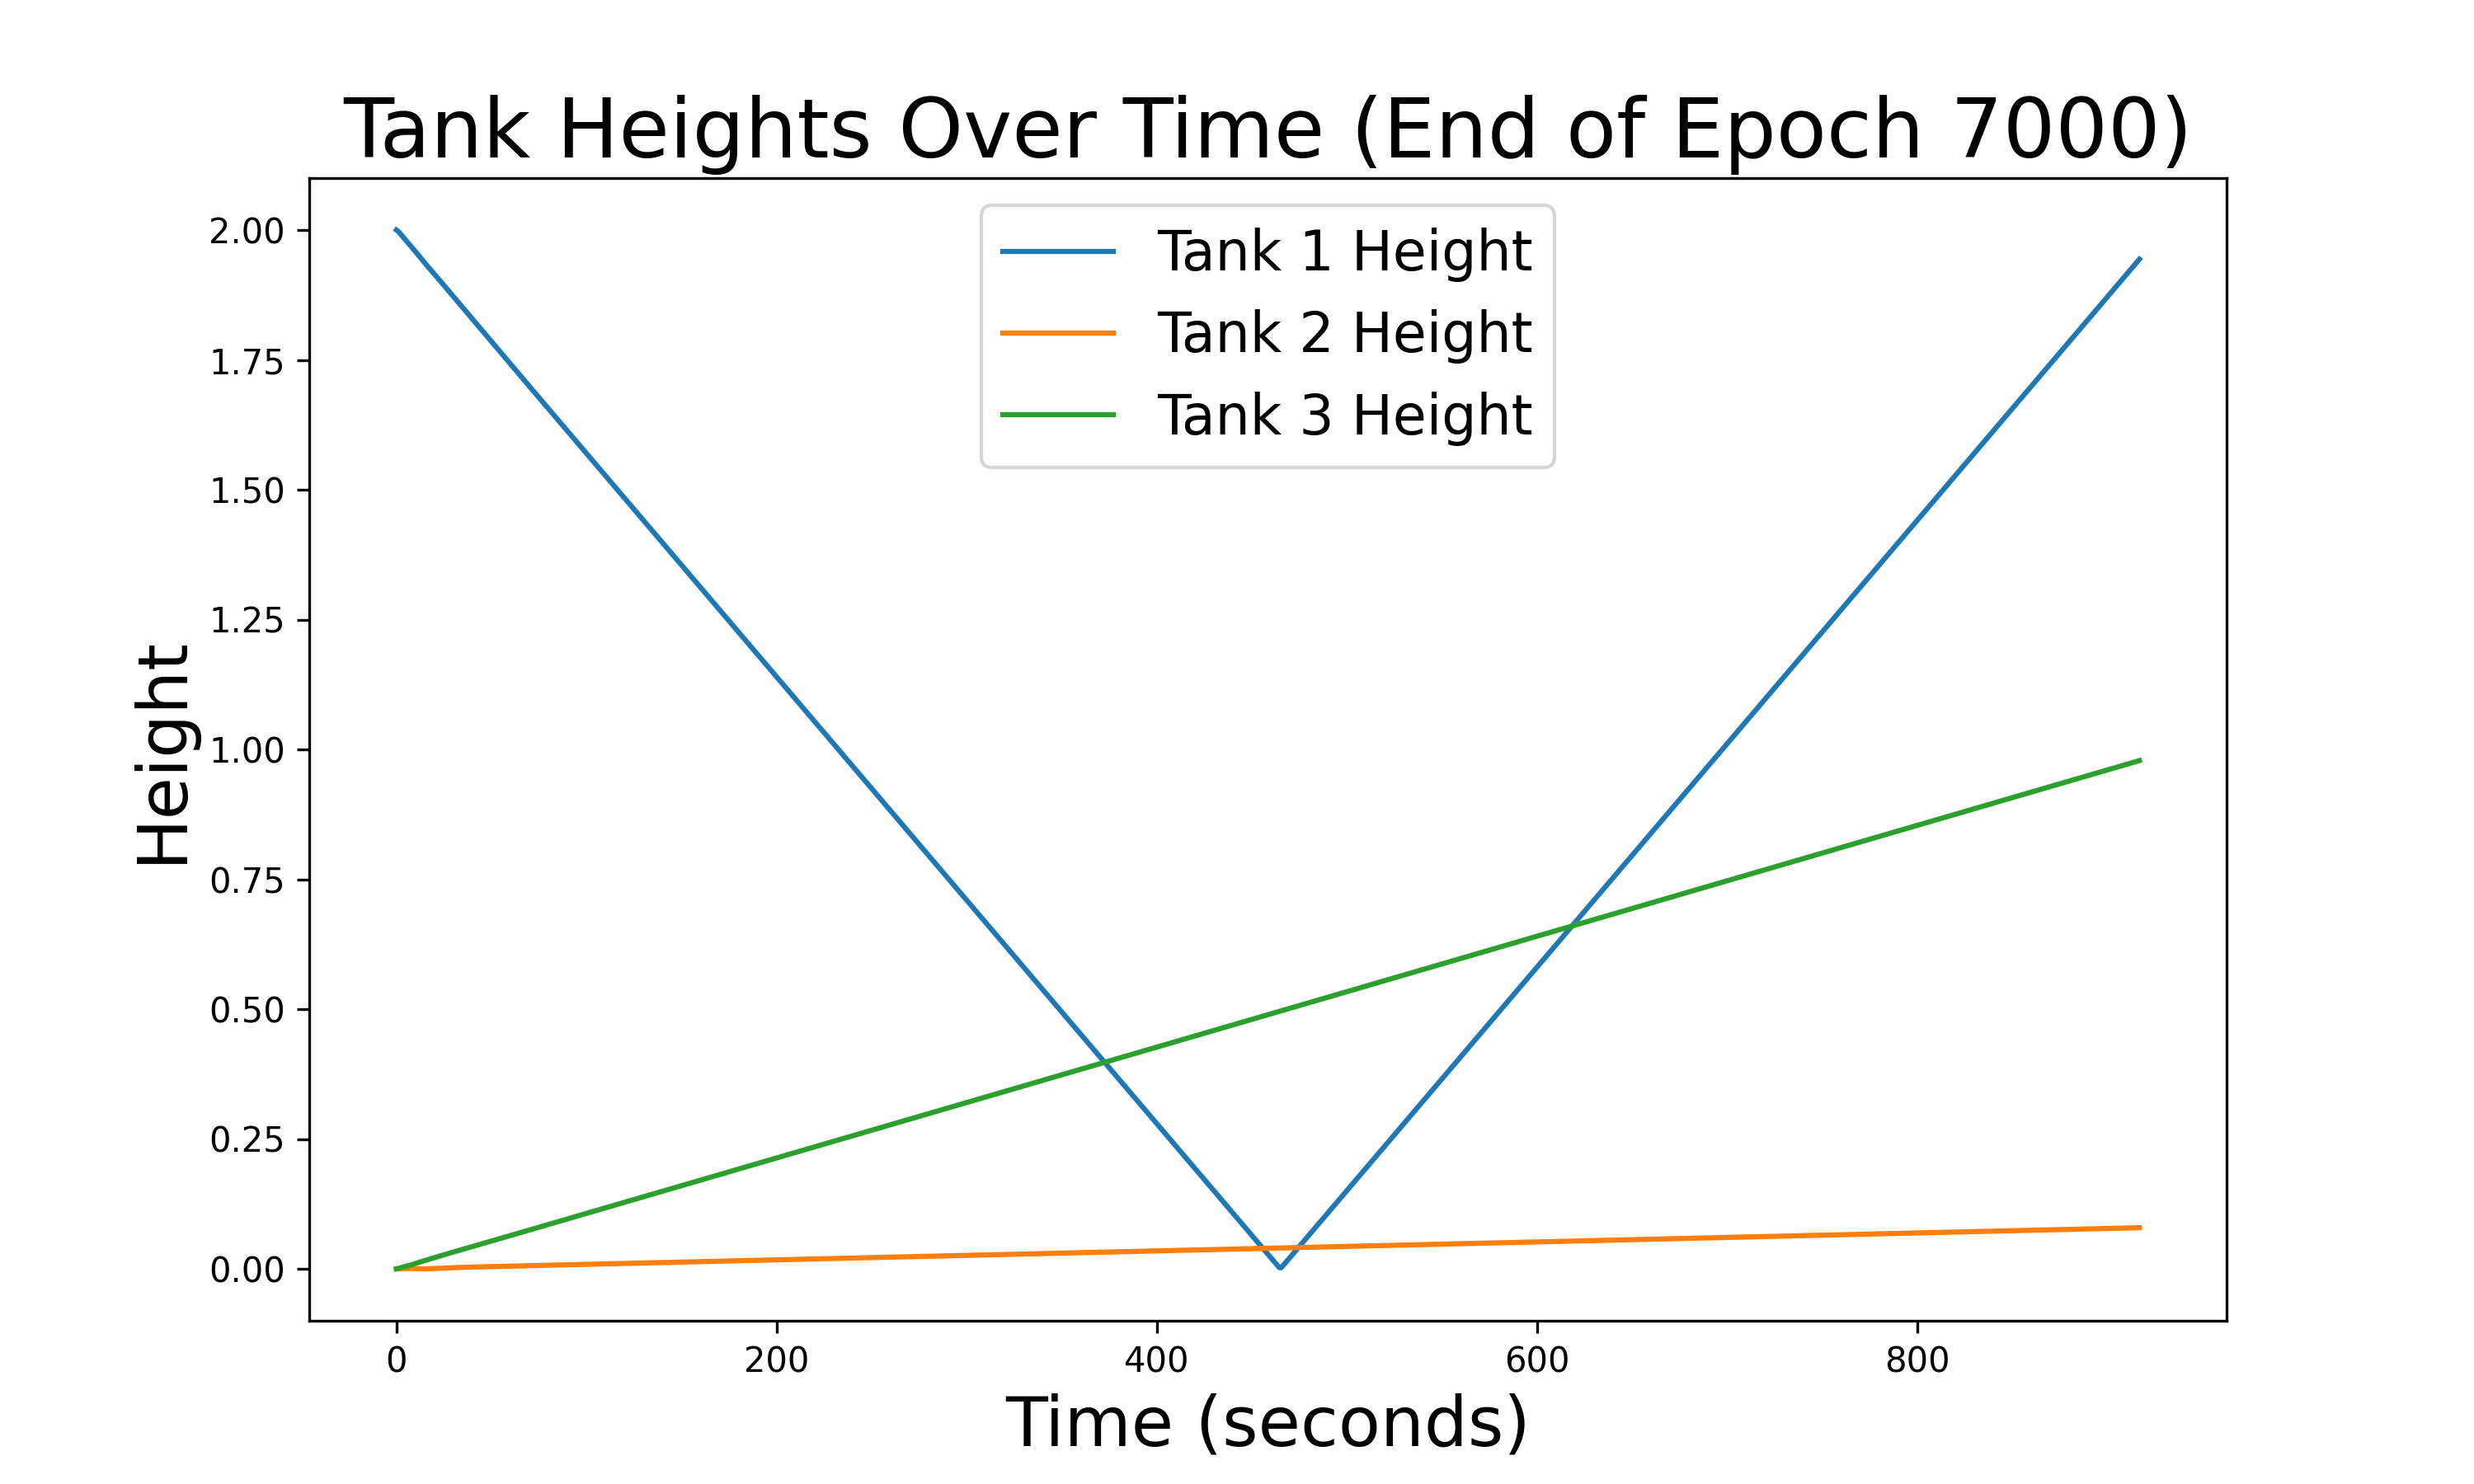 Tank Heights Over Time (End of Epoch 7000)
Tank 1 Height
Tank 2 Height
Tank 3 Height
Height
2.00
1.75
1.50
1.25
1.00
0.75
0.50
0.25
0.00
0 200 400 600 800
Time (seconds)